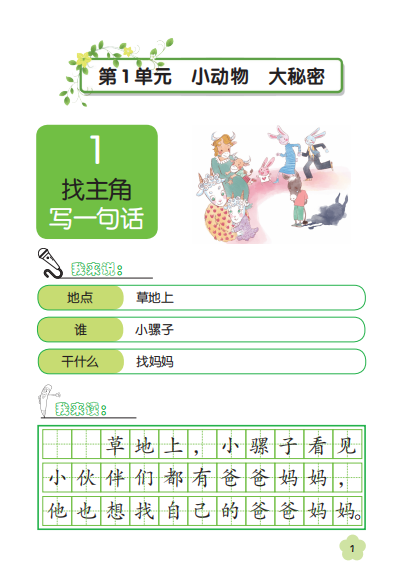 第1单元 小动物 大秘密
1
找主角
写一句话
我来说：
地点 草地上
谁 小骡子
干什么 找妈妈
我来读：
草地上，小骡子看见
小伙伴们都有爸爸妈妈，
他也想找自己的爸爸妈妈。
1